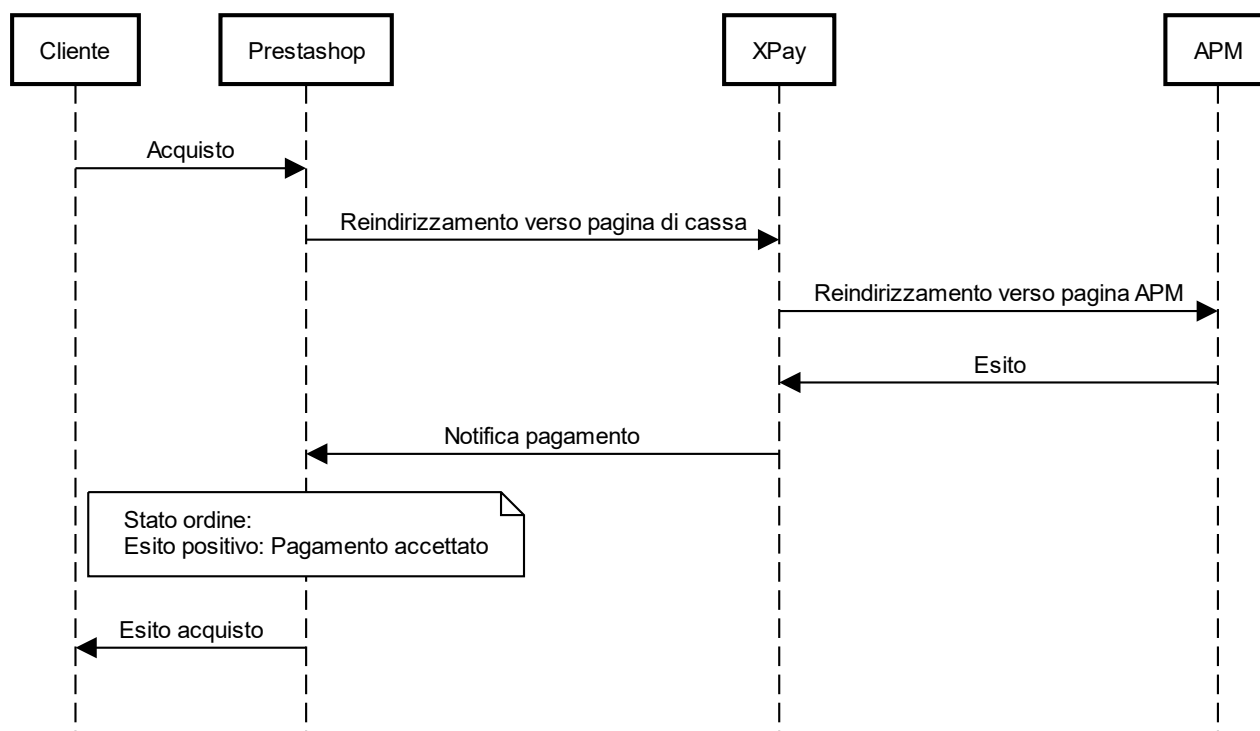 Cliente
Prestashop
XPay
APM
Acquisto
Reindirizzamento verso pagina di cassa
Reindirizzamento verso pagina APM
Esito
Notifica pagamento
Stato ordine:
Esito positivo: Pagamento accettato
Esito acquisto